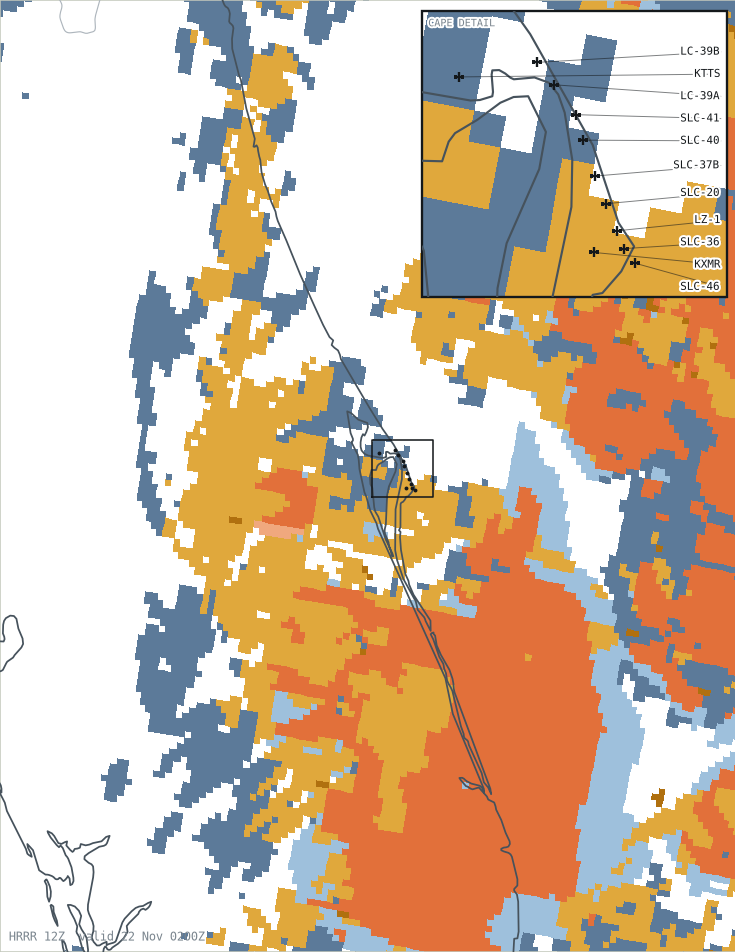 CAPE DETAIL
LC-39B
KTTS
LC-39A
SLC-41
SLC-40
SLC-37B
SLC-20
LZ-1
SLC-36
KXMR
SLC-46
HRRR 12Z  valid 22 Nov 0200Z